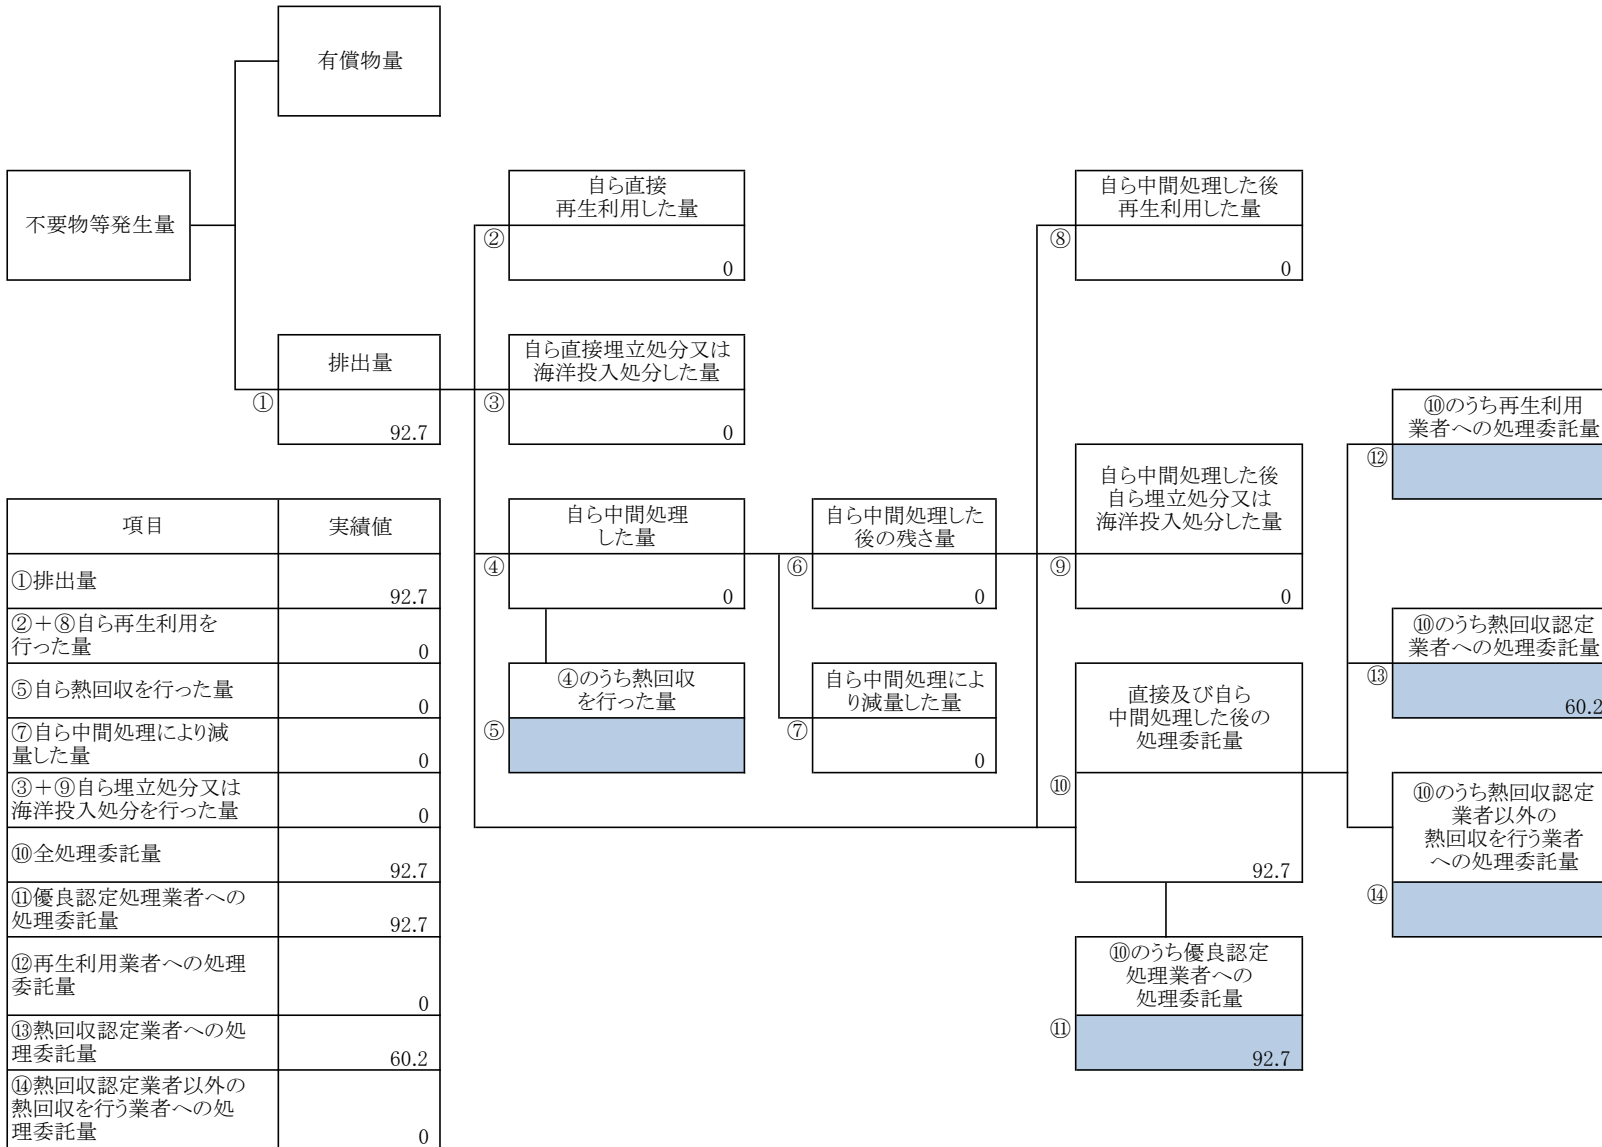 有償物量
不要物等発生量
自ら直接
再生利用した量
②
0
自ら中間処理した後
再生利用した量
⑧
0
排出量
①
92.7
自ら直接埋立処分又は
海洋投入処分した量
③
0
⑩のうち再生利用
業者への処理委託量
⑫
自ら中間処理
した量
④
0
自ら中間処理した
後の残さ量
⑥
0
自ら中間処理した後
自ら埋立処分又は
海洋投入処分した量
⑨
0
⑩のうち熱回収認定
業者への処理委託量
⑬
60.2
④のうち熱回収
を行った量
⑤
自ら中間処理によ
り減量した量
⑦
0
直接及び自ら
中間処理した後の
処理委託量
⑩
92.7
⑩のうち熱回収認定
業者以外の
熱回収を行う業者
への処理委託量
⑭
⑩のうち優良認定
処理業者への
処理委託量
⑪
92.7
項目 実績値
①排出量
92.7
②+⑧自ら再生利用を
行った量
0
⑤自ら熱回収を行った量
0
⑦自ら中間処理により減
量した量
0
③+⑨自ら埋立処分又は
海洋投入処分を行った量
0
⑩全処理委託量
92.7
⑪優良認定処理業者への
処理委託量
92.7
⑫再生利用業者への処理
委託量
0
⑬熱回収認定業者への処
理委託量
60.2
⑭熱回収認定業者以外の
熱回収を行う業者への処
理委託量
0